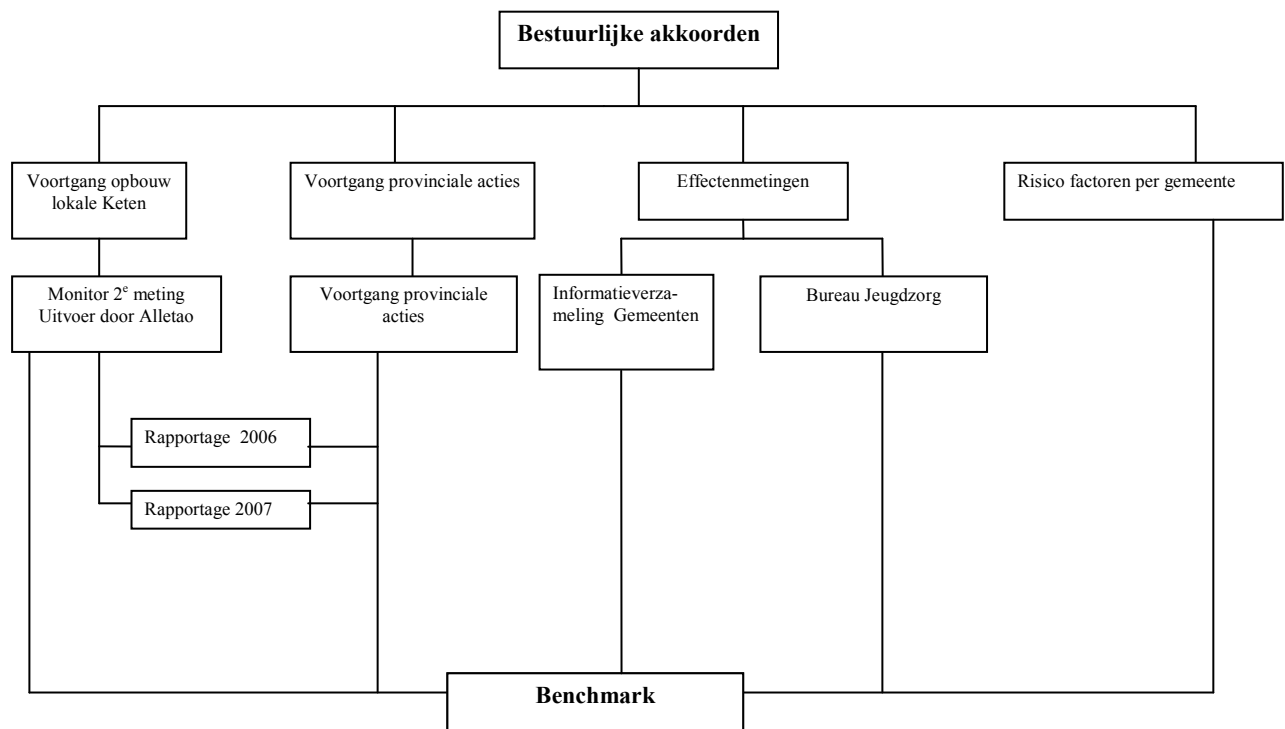 Bestuurlijke akkoorden
Voortgang opbouw
lokale Keten
Voortgang provinciale acties
Effectenmetingen
Risico factoren per gemeente
Monitor 2e meting
Uitvoer door Alletao
Voortgang provinciale
acties
Informatieverza-
meling Gemeenten
Bureau Jeugdzorg
Rapportage 2006
Rapportage 2007
Benchmark